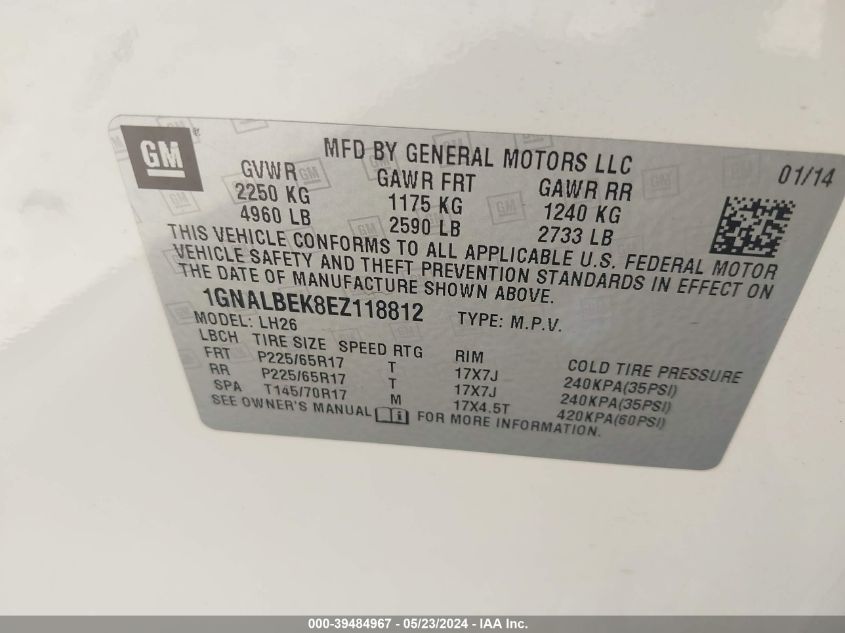 GM
MFD BY GENERAL MOTORS LLC
01/14
GVWR GAWR FRT GAWR RR
2250 KG 1175 KG 1240 KG
4960 LB 2590 LB 2733 LB
THIS VEHICLE CONFORMS TO ALL APPLICABLE U.S. FEDERAL MOTOR
VEHICLE SAFETY AND THEFT PREVENTION STANDARDS IN EFFECT ON
THE DATE OF MANUFACTURE SHOWN ABOVE.
1GNALBEK8EZ118812 TYPE: M.P.V.
MODEL: LH26
LBCH TIRE SIZE SPEED RTG RIM COLD TIRE PRESSURE
FRT P225/65R17 T 17X7J 240KPA(35PSI)
RR P225/65R17 T 17X7J 240KPA(35PSI)
SPA T145/70R17 M 17X4.5T 420KPA(60PSI)
SEE OWNER'S MANUAL FOR MORE INFORMATION.
000-39484967 - 05/23/2024 - IAA Inc.